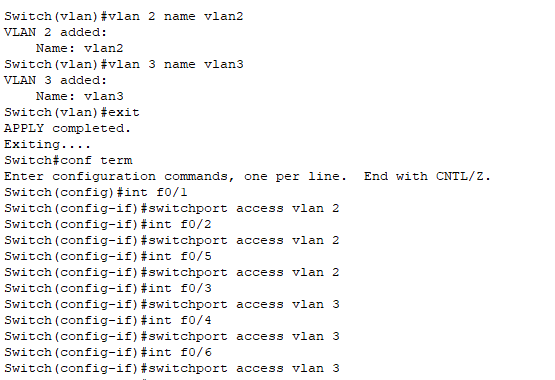 Switch(vlan)#vlan 2 name vlan2
VLAN 2 added:
    Name: vlan2
Switch(vlan)#vlan 3 name vlan3
VLAN 3 added:
    Name: vlan3
Switch(vlan)#exit
APPLY completed.
Exiting....
Switch#conf term
Enter configuration commands, one per line.  End with CNTL/Z.
Switch(config)#int f0/1
Switch(config-if)#switchport access vlan 2
Switch(config-if)#int f0/2
Switch(config-if)#switchport access vlan 2
Switch(config-if)#int f0/5
Switch(config-if)#switchport access vlan 2
Switch(config-if)#int f0/3
Switch(config-if)#switchport access vlan 3
Switch(config-if)#int f0/4
Switch(config-if)#switchport access vlan 3
Switch(config-if)#int f0/6
Switch(config-if)#switchport access vlan 3